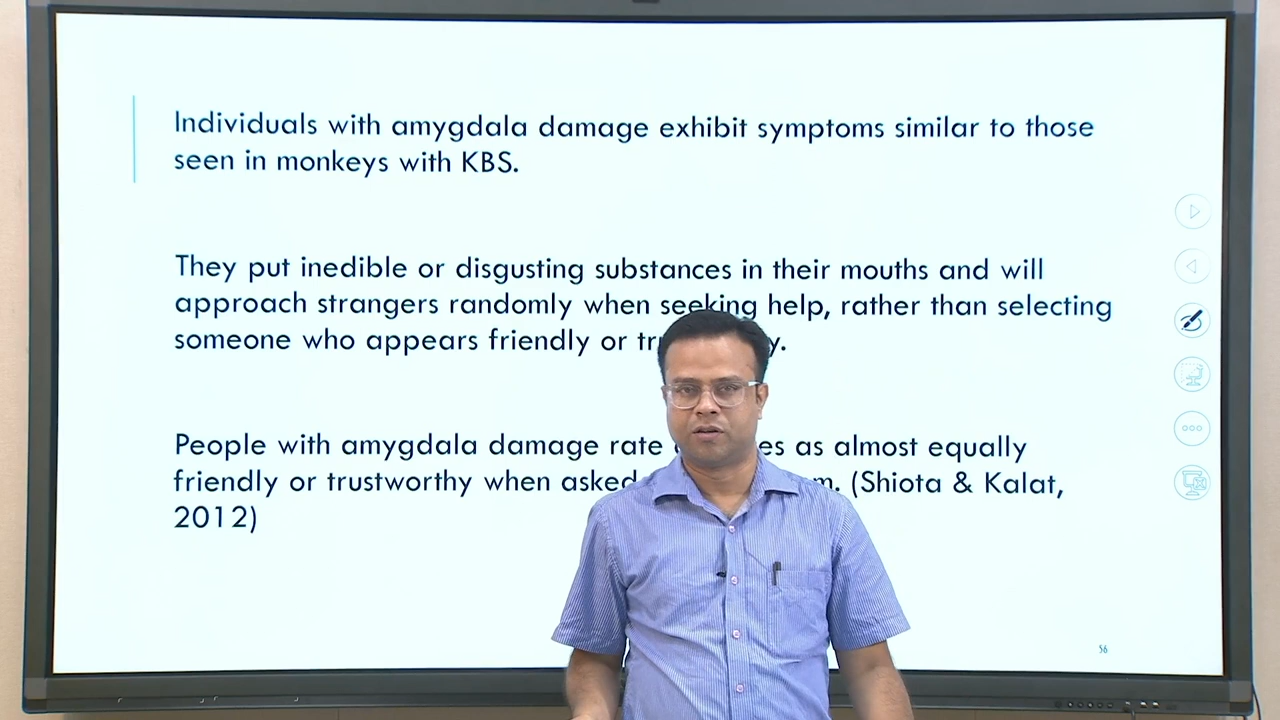 Individuals with amygdala damage exhibit symptoms similar to those
seen in monkeys with KBS.
They put inedible or disgusting substances in their mouths and will
approach strangers randomly when seeking help, rather than selecting
someone who appears friendly or
People with amygdala damage rate as almost equally
friendly or trustworthy when asked (Shiota & Kalat,
2012)
56